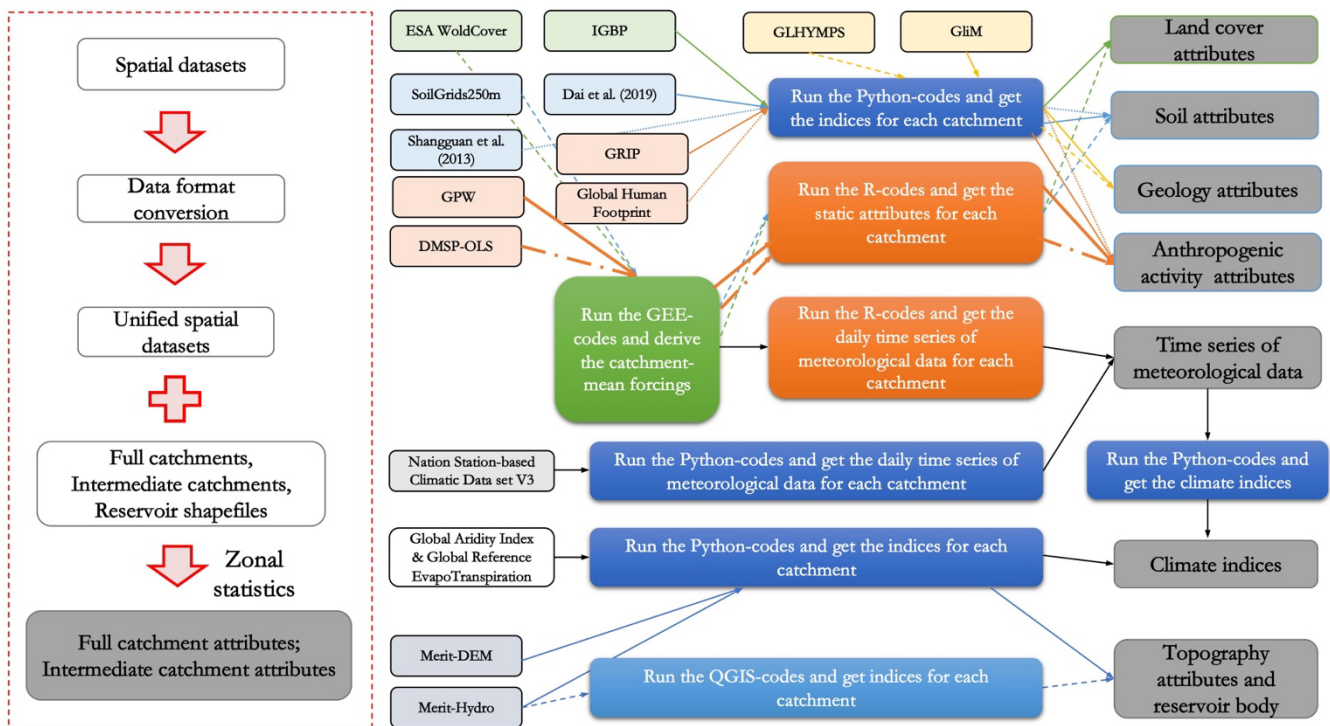 Spatial datasets
Data format
conversion
Unified spatial
datasets
Full catchments,
Intermediate catchments,
Reservoir shapefiles
Zonal
statistics
Full catchment attributes;
Intermediate catchment attributes
ESA WoldCover
IGBP
GLHYMPS
GliM
SoilGrids250m
Dai et al. (2019)
Shangguan et al.
(2013)
GRIP
GPW
Global Human
Footprint
DMSP-OLS
Run the Python-codes and get
the indices for each catchment
Run the R-codes and get the
static attributes for each
catchment
Run the GEE-
codes and derive
the catchment-
mean forcings
Run the R-codes and get the
daily time series of
meteorological data for each
catchment
Land cover
attributes
Soil attributes
Geology attributes
Anthropogenic
activity attributes
Time series of
meteorological data
Nation Station-based
Climatic Data set V3
Run the Python-codes and get the daily time series of
meteorological data for each catchment
Run the Python-codes and
get the climate indices
Global Aridity Index
& Global Reference
EvapoTranspiration
Run the Python-codes and get the indices for each
catchment
Climate indices
Merit-DEM
Merit-Hydro
Run the QGIS-codes and get indices for each
catchment
Topography
attributes and
reservoir body